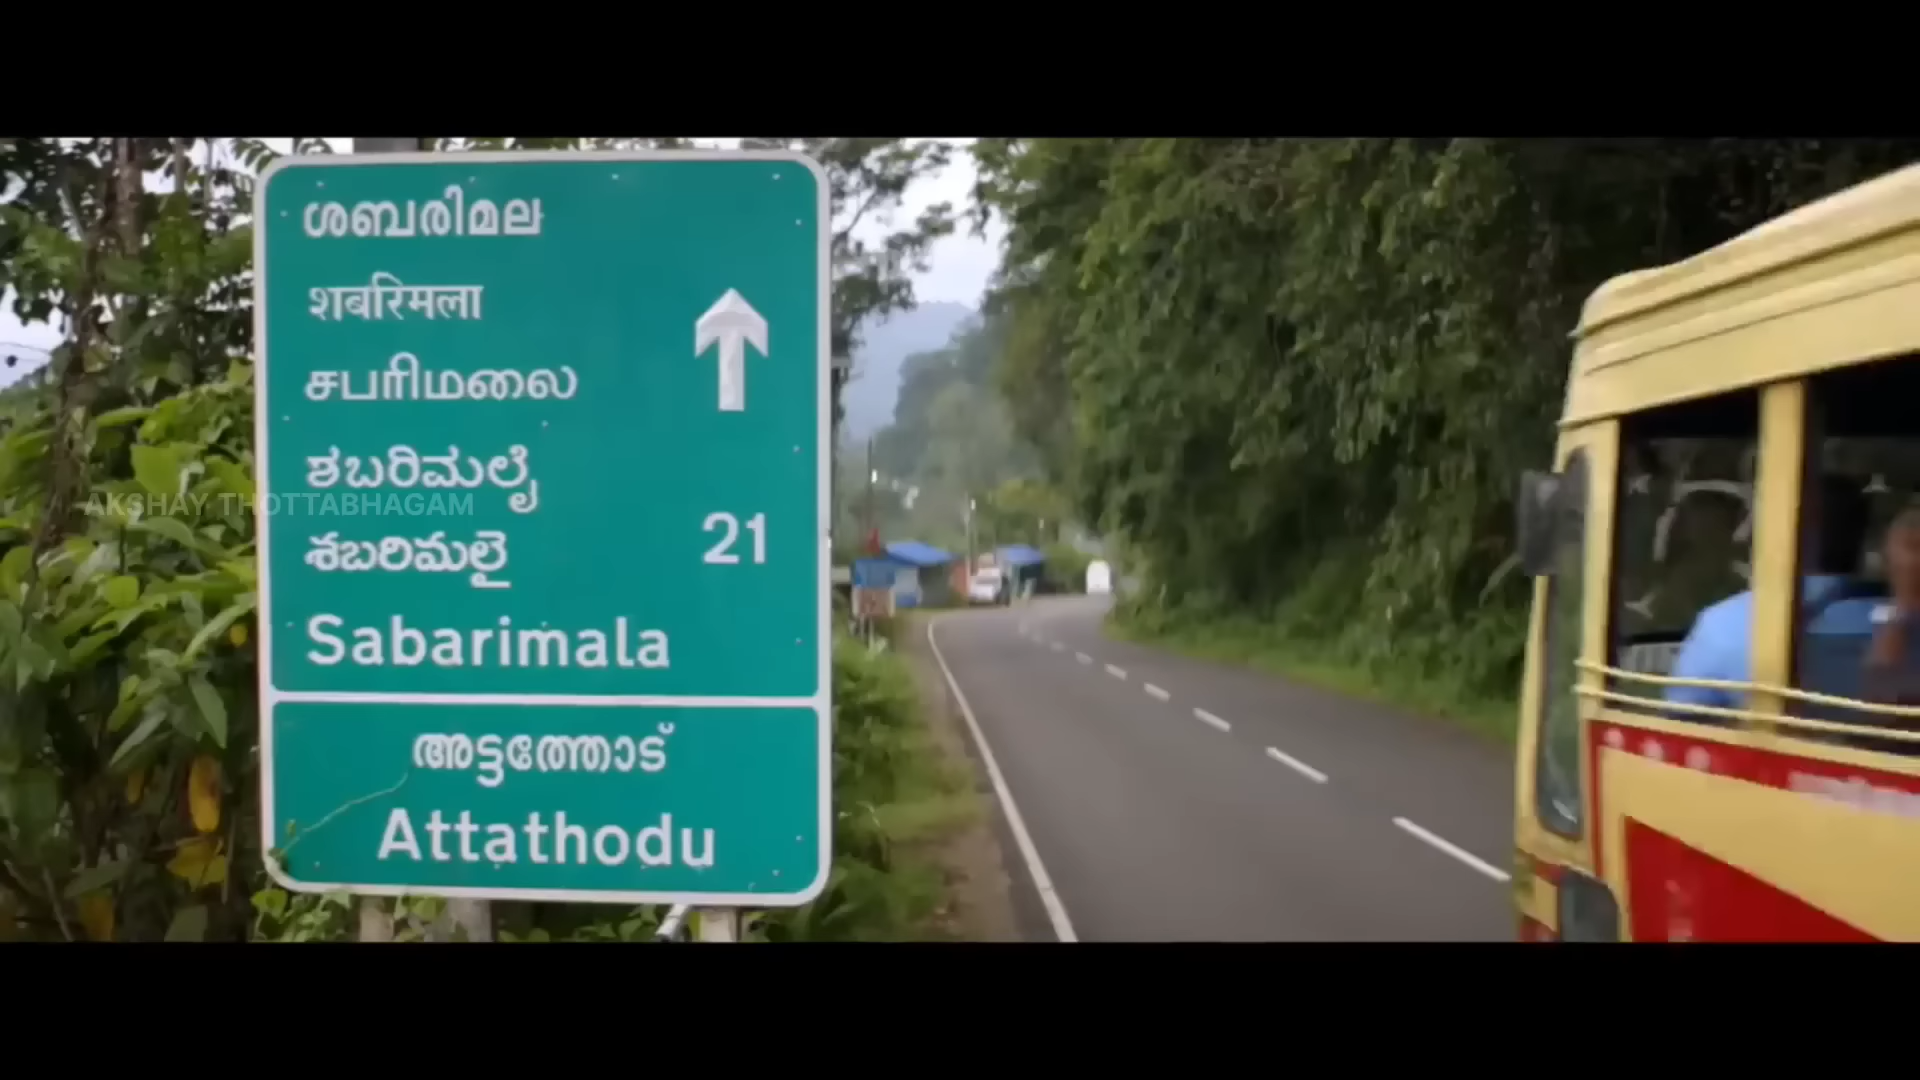 ശബരിമല
शबरिमला
சபரிமலை
ಶಬರಿಮಲೈ
శబరిమలై
21
Sabarimala
അട്ടത്തോട്
Attathodu
AKSHAY THOTTABHAGAM